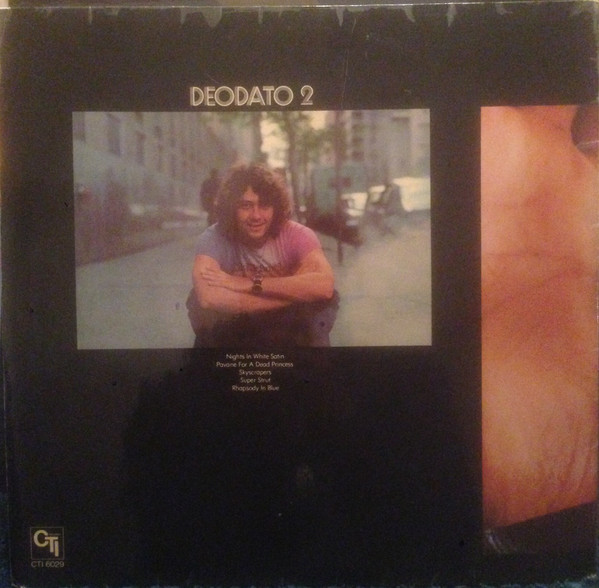 DEODATO 2
Nights In White Satin
Pavane For A Dead Princess
Skyscrapers
Super Strut
Rhapsody In Blue
CTI
CTI 6029